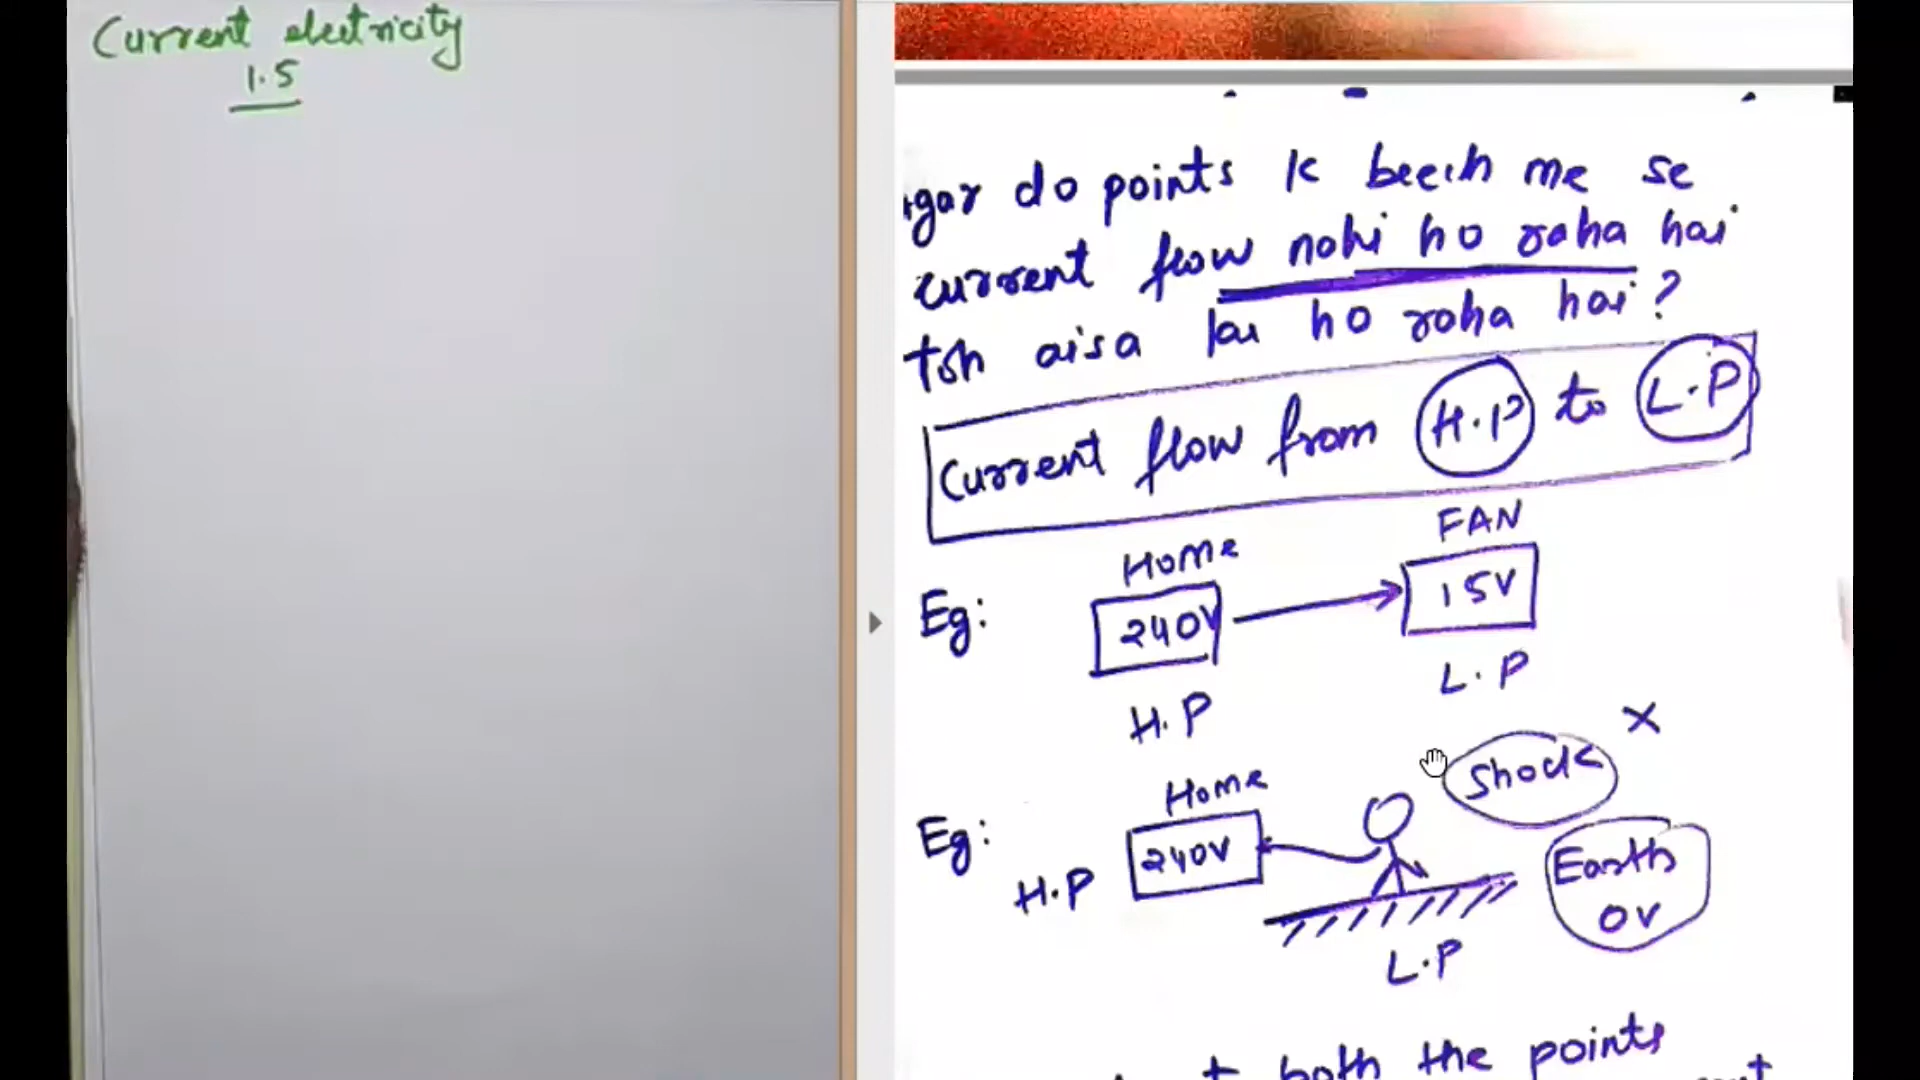 Current electricity
1.5
agar do points k beech me se
current flow nahi ho raha hai
toh aisa kai ho raha hai?
Current flow from H.P to L.P
Eg:
Home
240V
H.P
FAN
15V
L.P
Eg:
Home
240V
H.P
Shock
X
Earth
0V
L.P
both the points